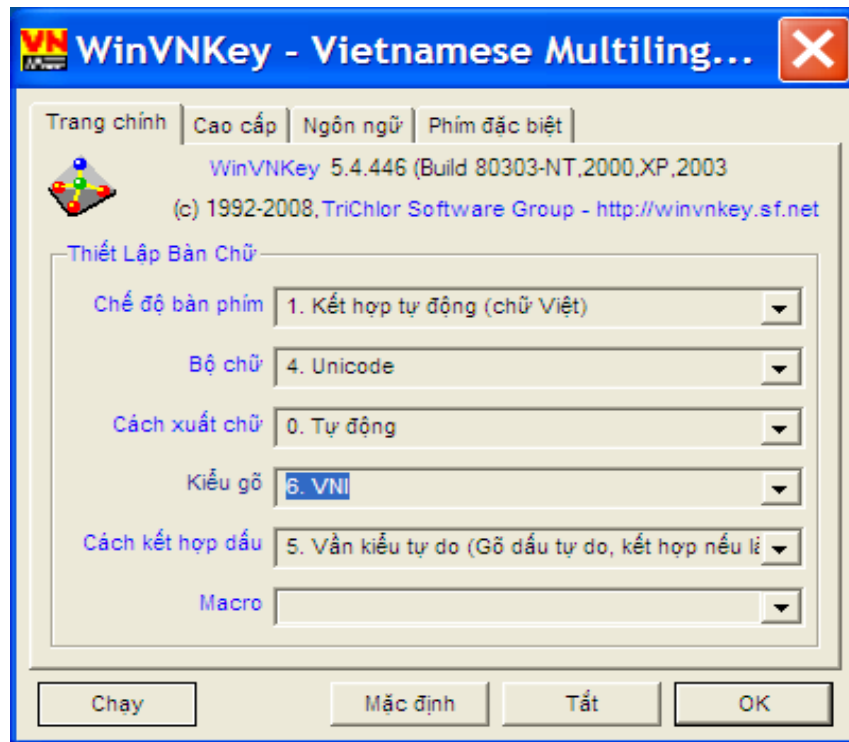 VN
WinVNKey - Vietnamese Multiling...
Trang chính Cao cấp Ngôn ngữ Phím đặc biệt
WinVNKey 5.4.446 (Build 80303-NT,2000,XP,2003
(c) 1992-2008, TriChlor Software Group - http://winvnkey.sf.net
Thiết Lập Bàn Chữ
Chế độ bàn phím 1. Kết hợp tự động (chữ Việt)
Bộ chữ 4. Unicode
Cách xuất chữ 0. Tự động
Kiểu gõ 6. VNI
Cách kết hợp dấu 5. Vần kiểu tự do (Gõ dấu tự do, kết hợp nếu là
Macro
Chạy Mặc định Tắt OK